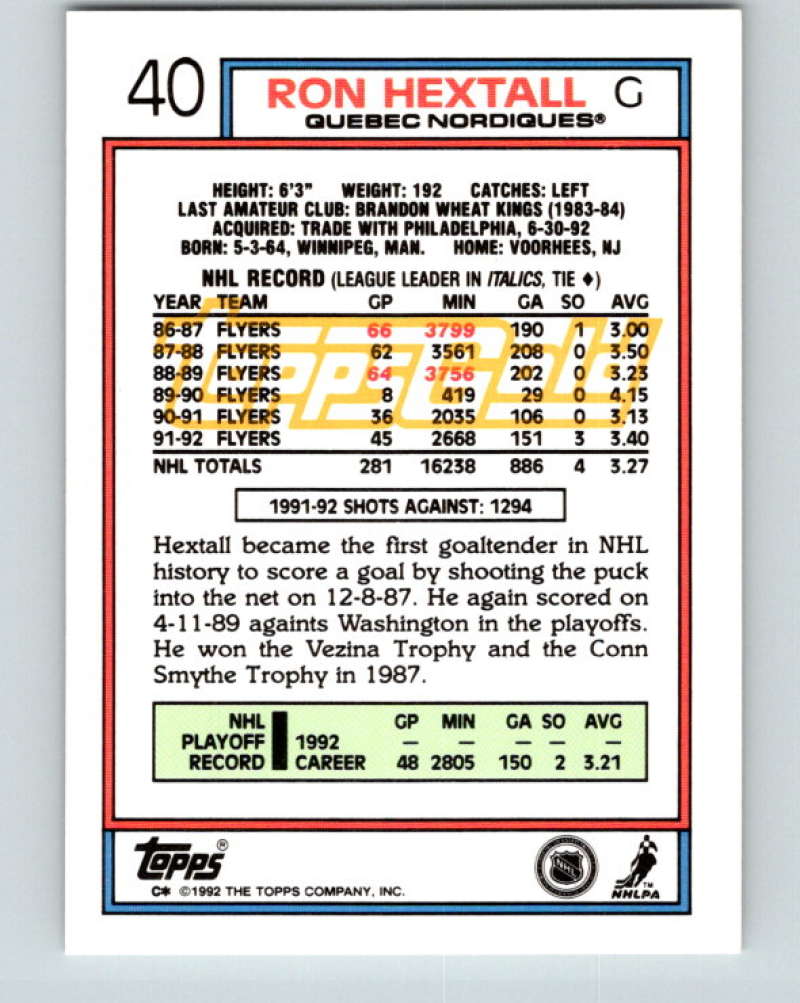 40 RON HEXTALL G
QUEBEC NORDIQUES®
HEIGHT: 6'3" WEIGHT: 192 CATCHES: LEFT
LAST AMATEUR CLUB: BRANDON WHEAT KINGS (1983-84)
ACQUIRED: TRADE WITH PHILADELPHIA, 6-30-92
BORN: 5-3-64, WINNIPEG, MAN. HOME: VOORHEES, NJ
NHL RECORD (LEAGUE LEADER IN ITALICS, TIE ♦)
YEAR TEAM GP MIN GA SO AVG
86-87 FLYERS 66 3799 190 1 3.00
87-88 FLYERS 62 3561 208 0 3.50
88-89 FLYERS 64 3756 202 0 3.23
89-90 FLYERS 8 419 29 0 4.15
90-91 FLYERS 36 2035 106 0 3.13
91-92 FLYERS 45 2668 151 3 3.40
ToppsGold
NHL TOTALS 281 16238 886 4 3.27
1991-92 SHOTS AGAINST: 1294
Hextall became the first goaltender in NHL
history to score a goal by shooting the puck
into the net on 12-8-87. He again scored on
4-11-89 againts Washington in the playoffs.
He won the Vezina Trophy and the Conn
Smythe Trophy in 1987.
NHL GP MIN GA SO AVG
PLAYOFF 1992 — — — — —
RECORD CAREER 48 2805 150 2 3.21
Topps®
C* ©1992 THE TOPPS COMPANY, INC.
NHL
TM
NHLPA